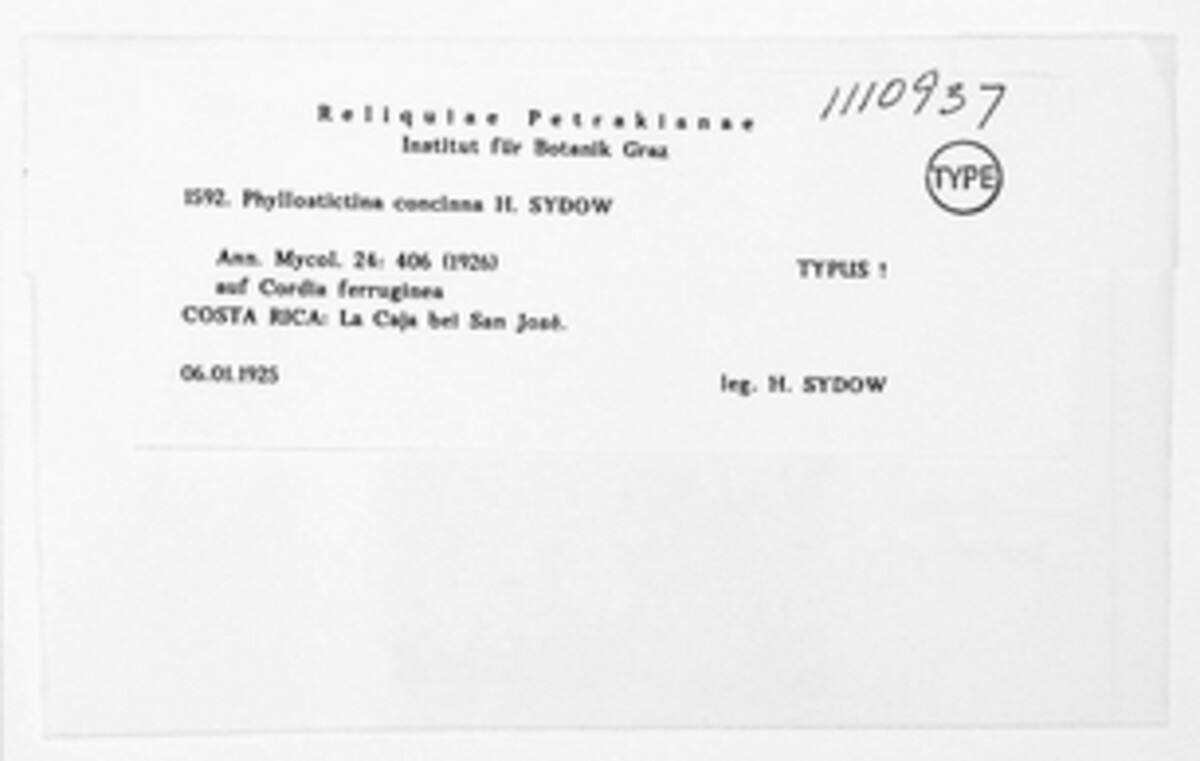 1110937
Reliquiae Petrakianae
Institut für Botanik Graz
TYPE
1592. Phyllostictina concinna H. SYDOW
Ann. Mycol. 24: 406 (1926)
TYPUS !
auf Cordia ferruginea
COSTA RICA: La Caja bei San José.
06.01.1925
leg. H. SYDOW